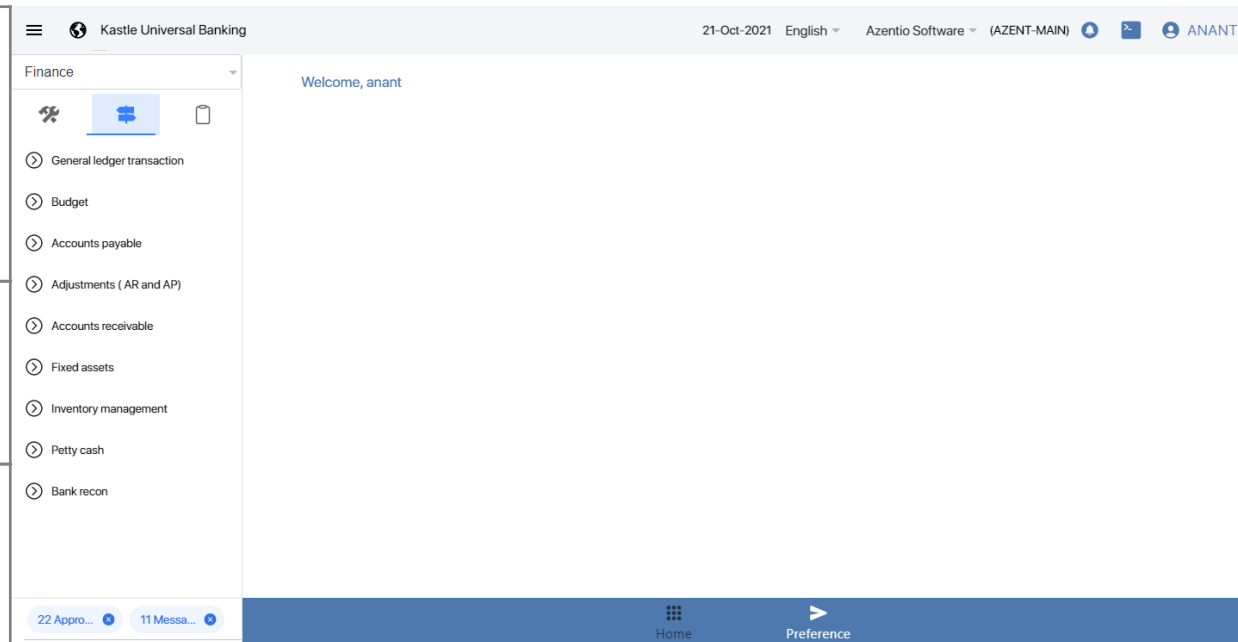 Kastle Universal Banking 21-Oct-2021 English Azentio Software (AZENT-MAIN) ANANT
Finance
Welcome, anant
General ledger transaction
Budget
Accounts payable
Adjustments ( AR and AP)
Accounts receivable
Fixed assets
Inventory management
Petty cash
Bank recon
22 Appro... 11 Messa...
Home Preference